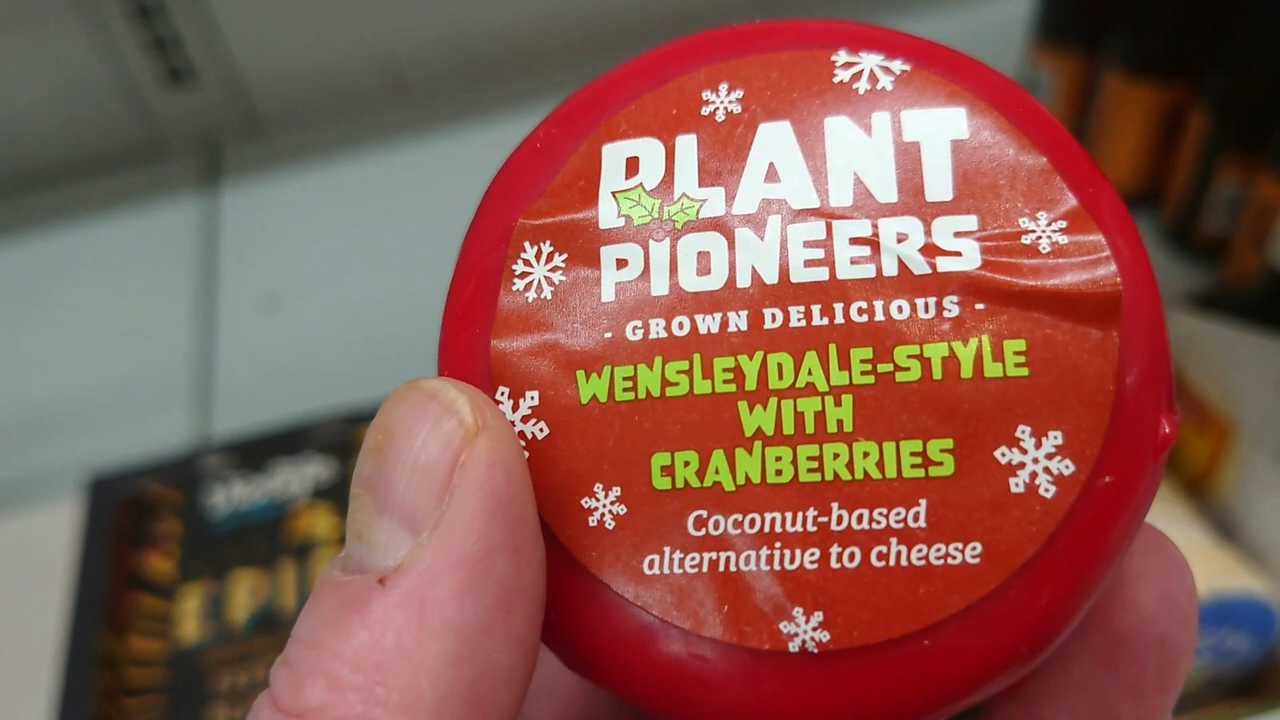 PLANT
PIONEERS
- GROWN DELICIOUS -
WENSLEYDALE-STYLE
WITH
CRANBERRIES
Coconut-based
alternative to cheese